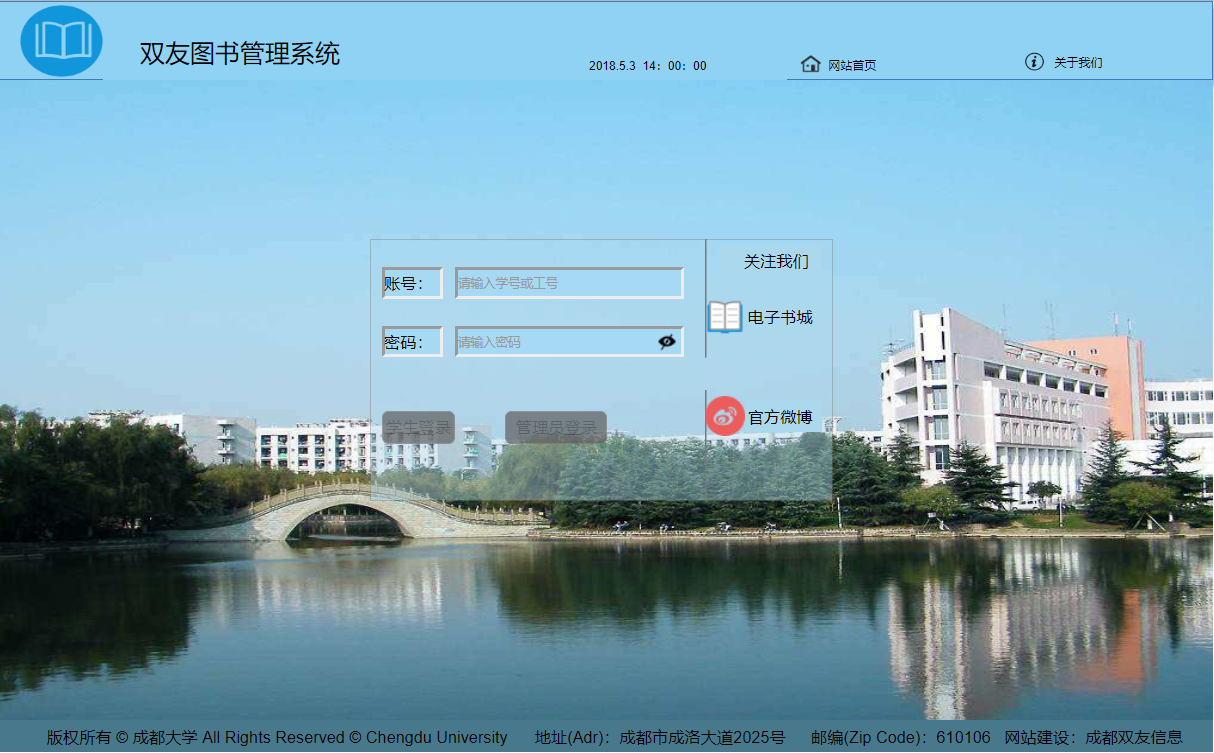 双友图书管理系统
2018.5.3 14：00：00
网站首页
关于我们
账号：
请输入学号或工号
密码：
请输入密码
学生登录
管理员登录
关注我们
电子书城
官方微博
版权所有 © 成都大学 All Rights Reserved © Chengdu University 地址(Adr)：成都市成洛大道2025号 邮编(Zip Code)：610106 网站建设：成都双友信息